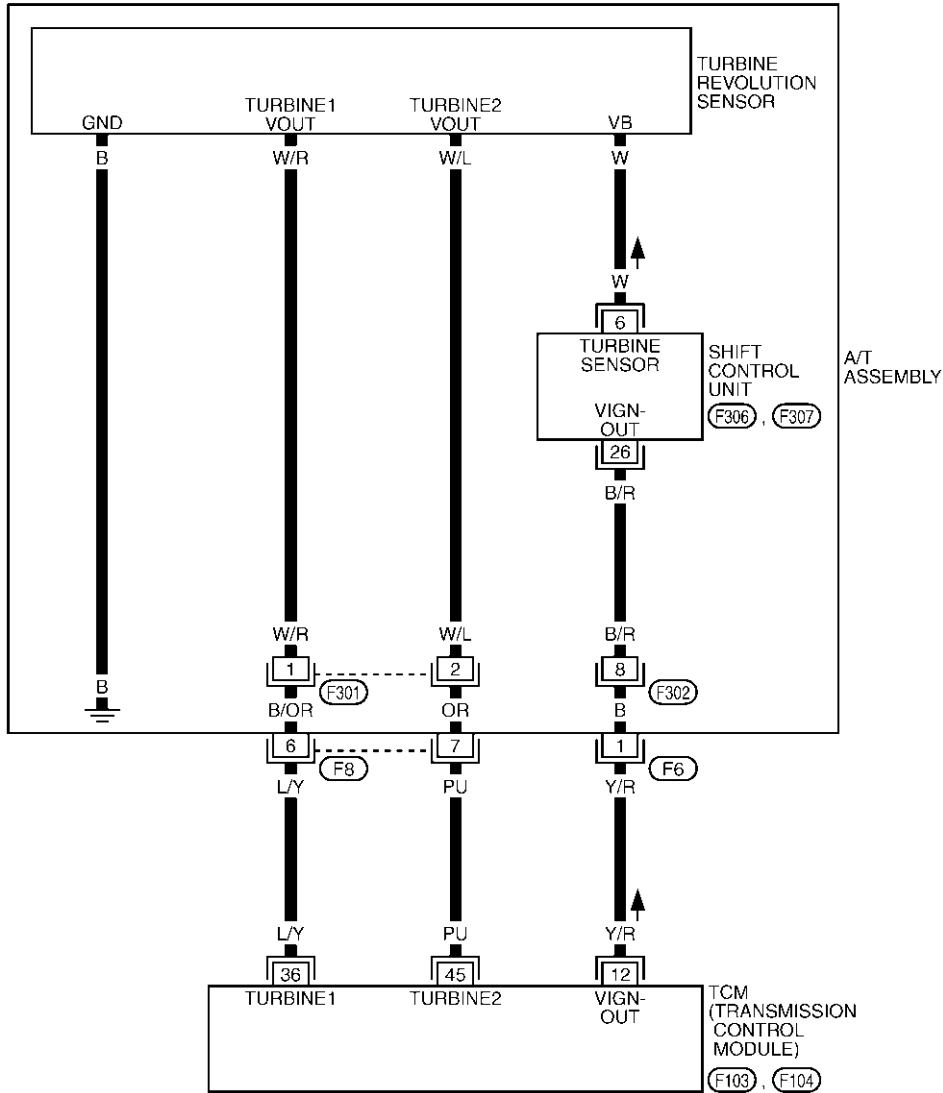 TURBINE
REVOLUTION
SENSOR
GND
TURBINE1
VOUT
TURBINE2
VOUT
VB
B
W/R
W/L
W
W
6
TURBINE
SENSOR
SHIFT
CONTROL
UNIT
F306 , F307
A/T
ASSEMBLY
VIGN-
OUT
26
B/R
W/R
W/L
B/R
1
2
8
B
F301
F302
B/OR
OR
B
6
7
1
F8
F6
L/Y
PU
Y/R
L/Y
PU
Y/R
36
45
12
TURBINE1
TURBINE2
VIGN-
OUT
TCM
(TRANSMISSION
CONTROL
MODULE)
F103 , F104